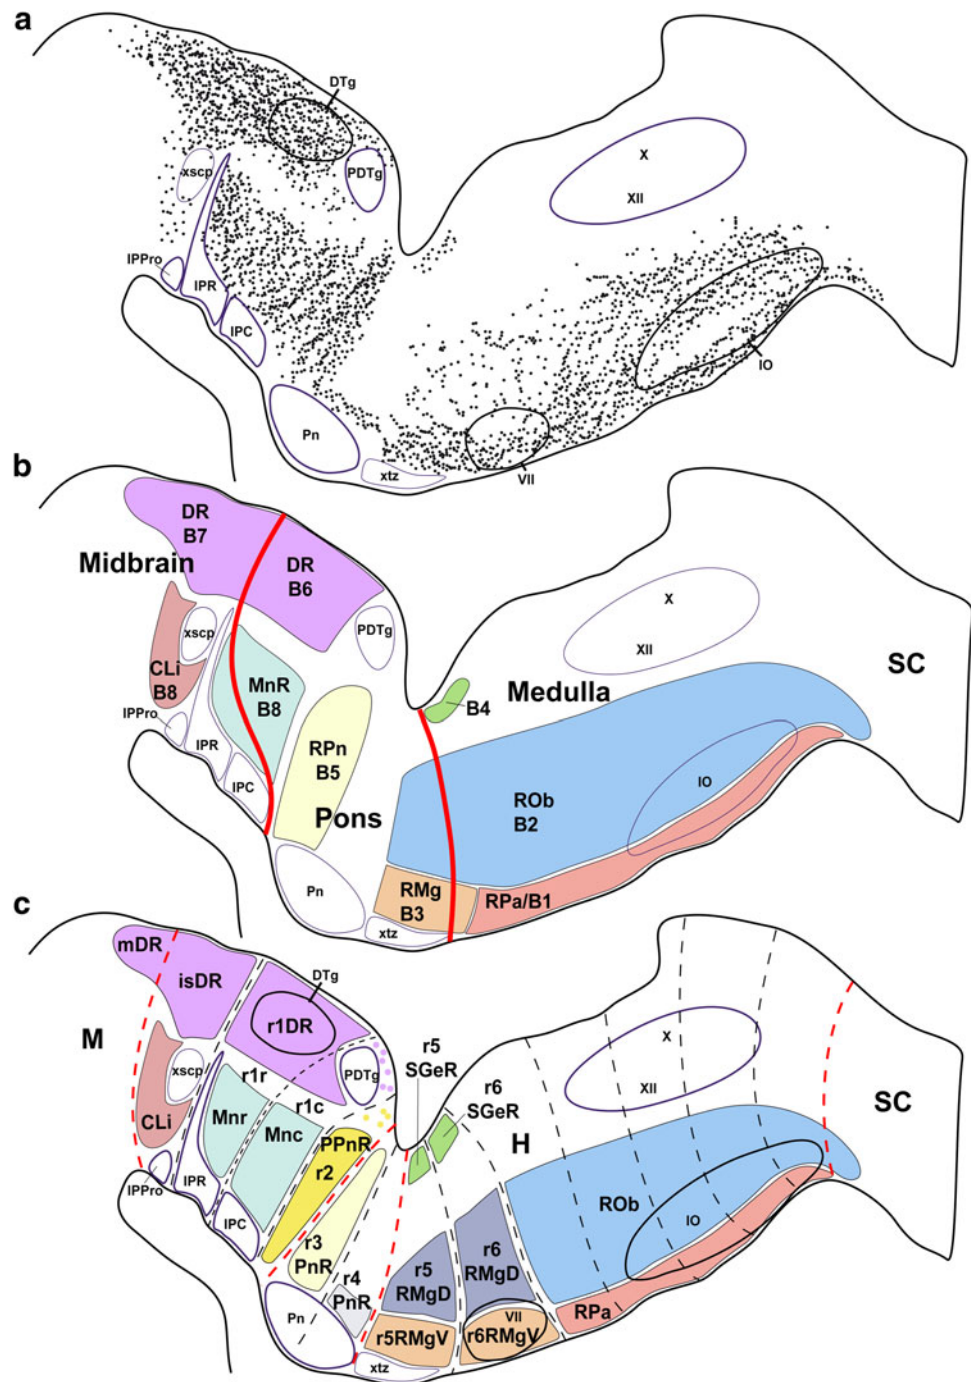 a
DTg
xscp
PDTg
X
XII
IPPro
IPR
IPC
IO
Pn
VII
xtz
b
DR
B7
Midbrain
DR
B6
X
xscp
PDTg
XII
SC
CLi
B8
MnR
B8
Medulla
B4
IPPro
IPR
RPn
B5
IPC
IO
Pons
ROb
B2
Pn
RMg
B3
RPa/B1
xtz
c
mDR
isDR
DTg
r1DR
M
r5
SGeR
X
xscp
r1r
PDTg
r6
SGeR
XII
SC
r1c
Mnr
CLi
Mnc
PPnR
H
r2
IPPro
IPR
ROb
IPC
IO
r3
PnR
r5
RMgD
r6
RMgD
r4
PnR
Pn
VII
RPa
r5RMgV
r6RMgV
xtz